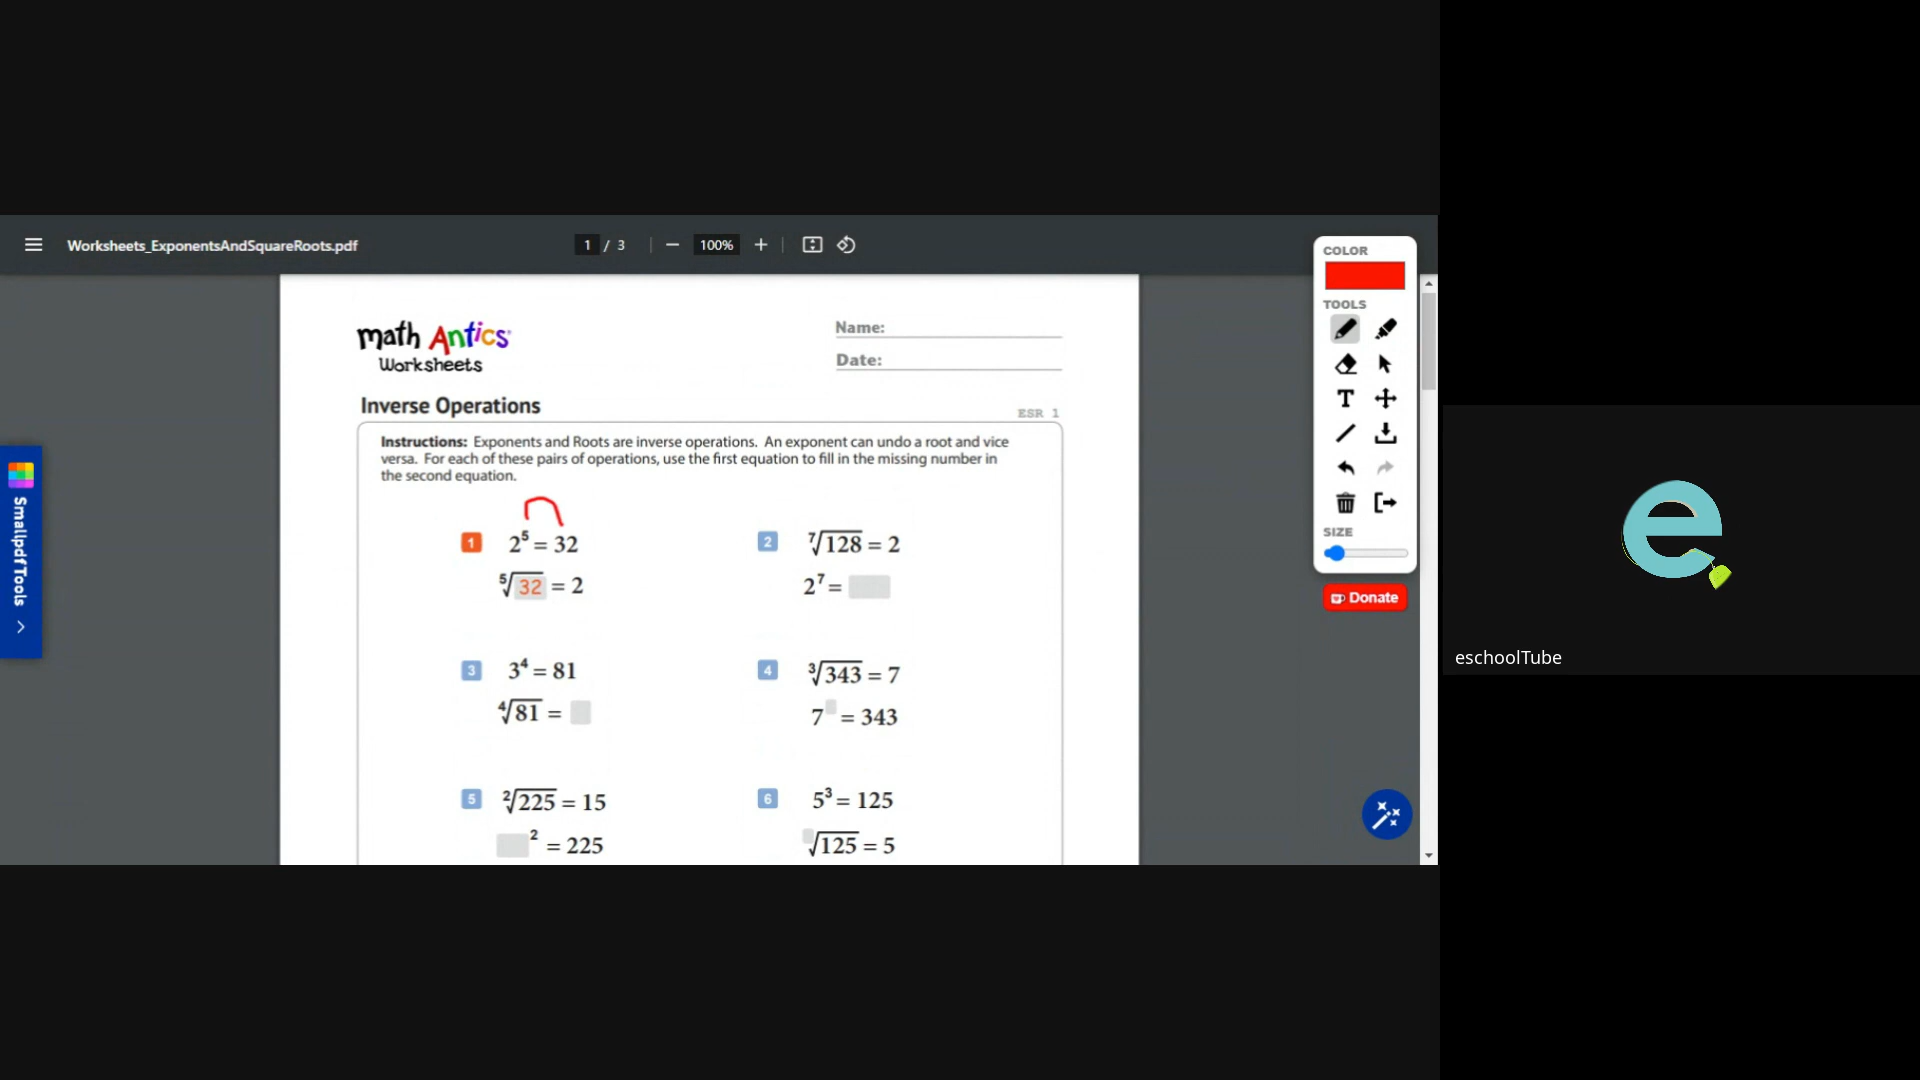 Worksheets_ExponentsAndSquareRoots.pdf
1 / 3
100%
COLOR
TOOLS
T
SIZE
Donate
Smallpdf Tools
math Antics
Worksheets
Name:
Date:
Inverse Operations
ESR 1
Instructions: Exponents and Roots are inverse operations. An exponent can undo a root and vice
versa. For each of these pairs of operations, use the first equation to fill in the missing number in
the second equation.
1 2⁵ = 32
⁵√32 = 2
2 ⁷√128 = 2
2⁷ =
3 3⁴ = 81
⁴√81 =
4 ³√343 = 7
7 = 343
5 ²√225 = 15
² = 225
6 5³ = 125
√125 = 5
e
eschoolTube